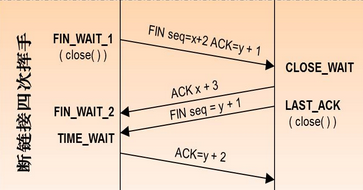 断链接四次挥手
FIN_WAIT_1
( close( ) )
FIN seq=x+2 ACK=y + 1
CLOSE_WAIT
ACK x + 3
FIN_WAIT_2
FIN seq = y + 1
LAST_ACK
( close( ) )
TIME_WAIT
ACK=y + 2